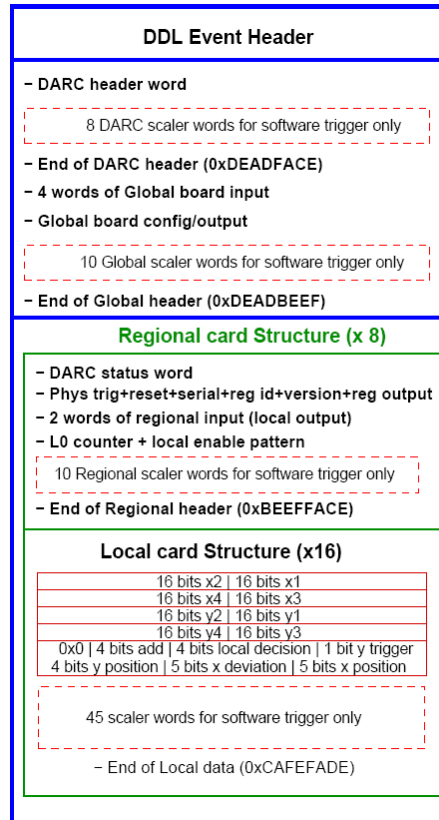 DDL Event Header
− DARC header word
8 DARC scaler words for software trigger only
− End of DARC header (0xDEADFACE)
− 4 words of Global board input
− Global board config/output
10 Global scaler words for software trigger only
− End of Global header (0xDEADBEEF)
Regional card Structure (x 8)
− DARC status word
− Phys trig+reset+serial+reg id+version+reg output
− 2 words of regional input (local output)
− L0 counter + local enable pattern
10 Regional scaler words for software trigger only
− End of Regional header (0xBEEFFACE)
Local card Structure (x16)
16 bits x2 | 16 bits x1
16 bits x4 | 16 bits x3
16 bits y2 | 16 bits y1
16 bits y4 | 16 bits y3
0x0 | 4 bits add | 4 bits local decision | 1 bit y trigger
4 bits y position | 5 bits x deviation | 5 bits x position
45 scaler words for software trigger only
− End of Local data (0xCAFEFADE)